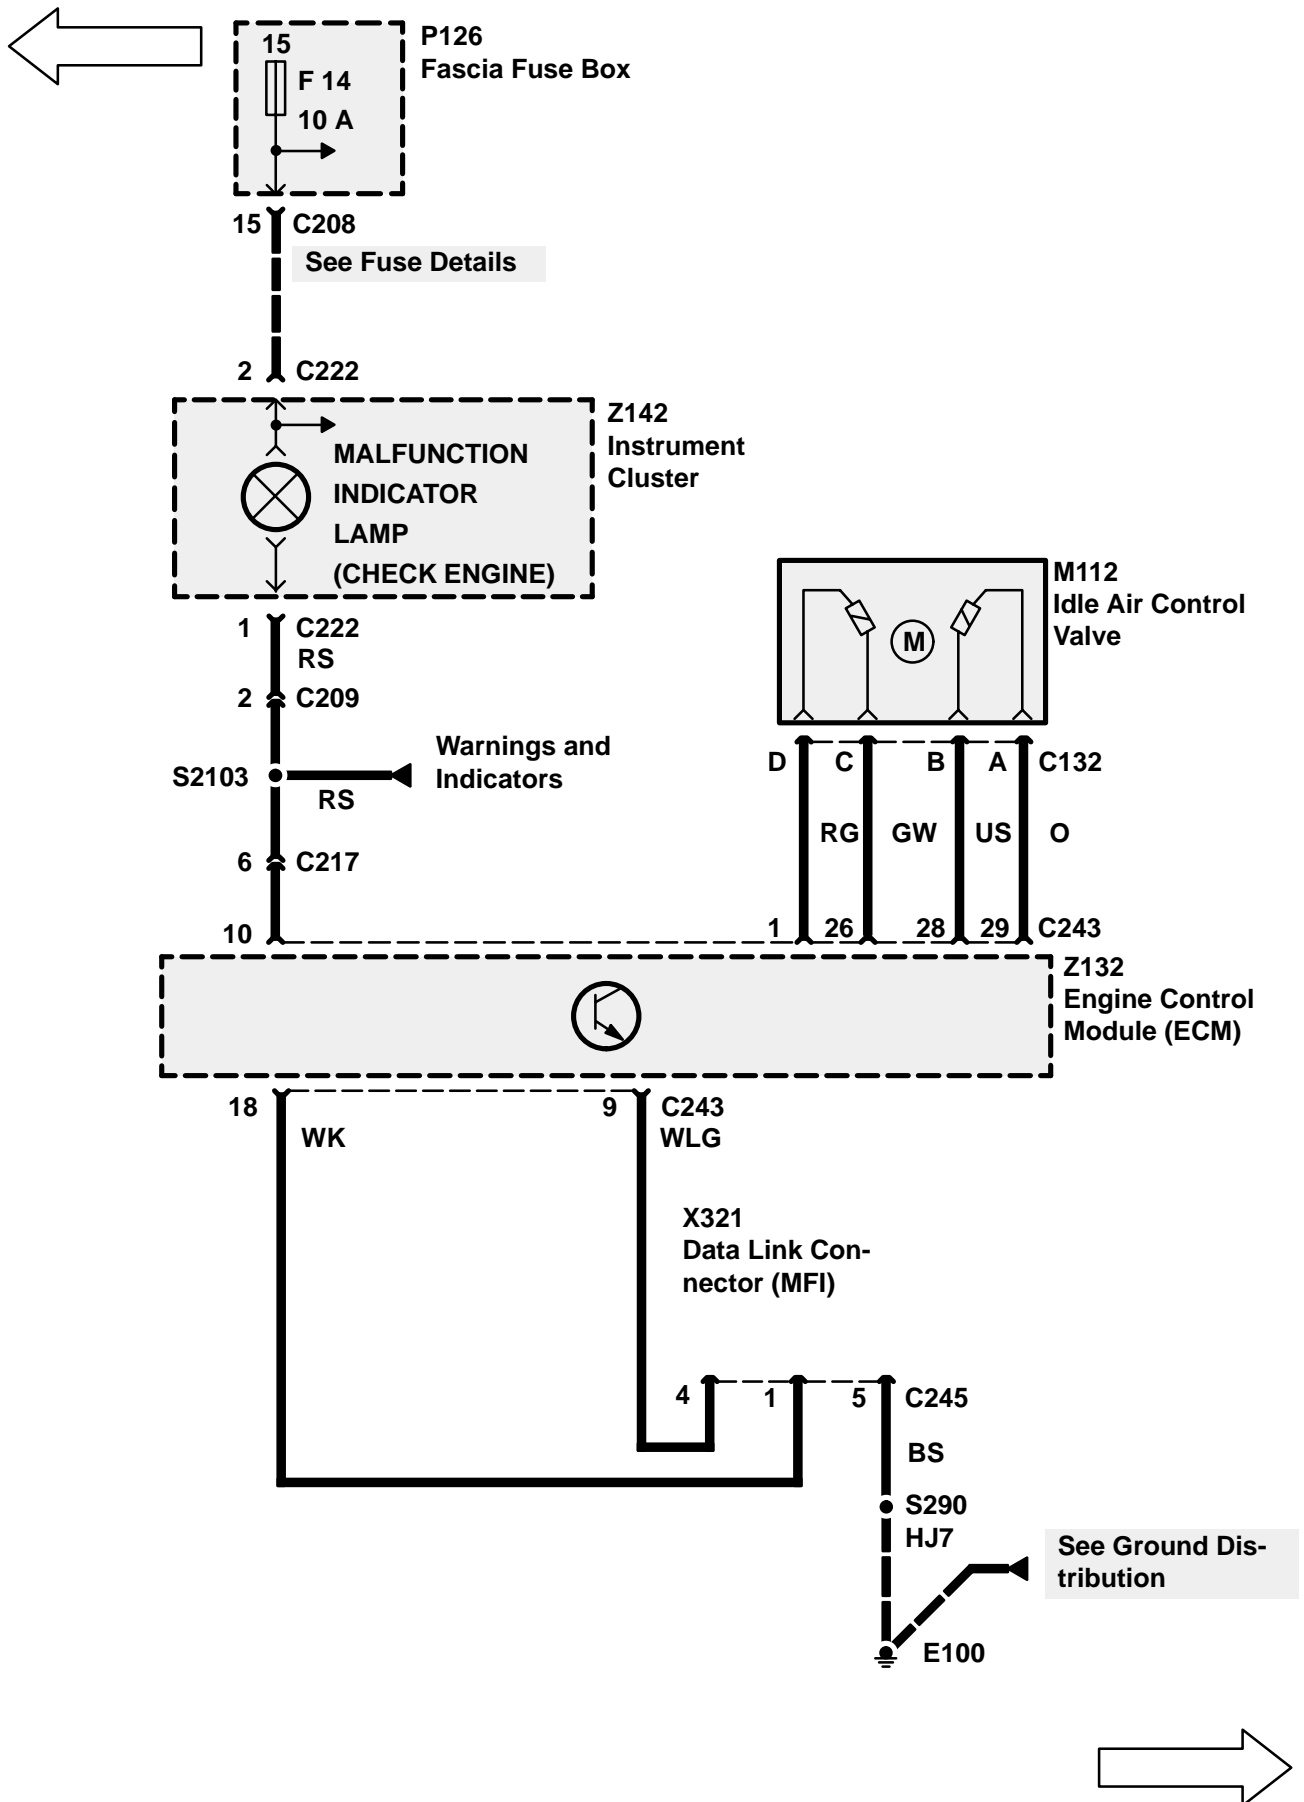 15
F 14
10 A
P126
Fascia Fuse Box
15 C208
See Fuse Details
2 C222
Z142
Instrument
Cluster
MALFUNCTION
INDICATOR
LAMP
(CHECK ENGINE)
1 C222
RS
2 C209
S2103
RS
Warnings and
Indicators
6 C217
10
M112
Idle Air Control
Valve
M
D C B A C132
RG GW US O
1 26 28 29 C243
Z132
Engine Control
Module (ECM)
18 9 C243
WK WLG
X321
Data Link Con-
nector (MFI)
4 1 5 C245
BS
S290
HJ7
See Ground Dis-
tribution
E100